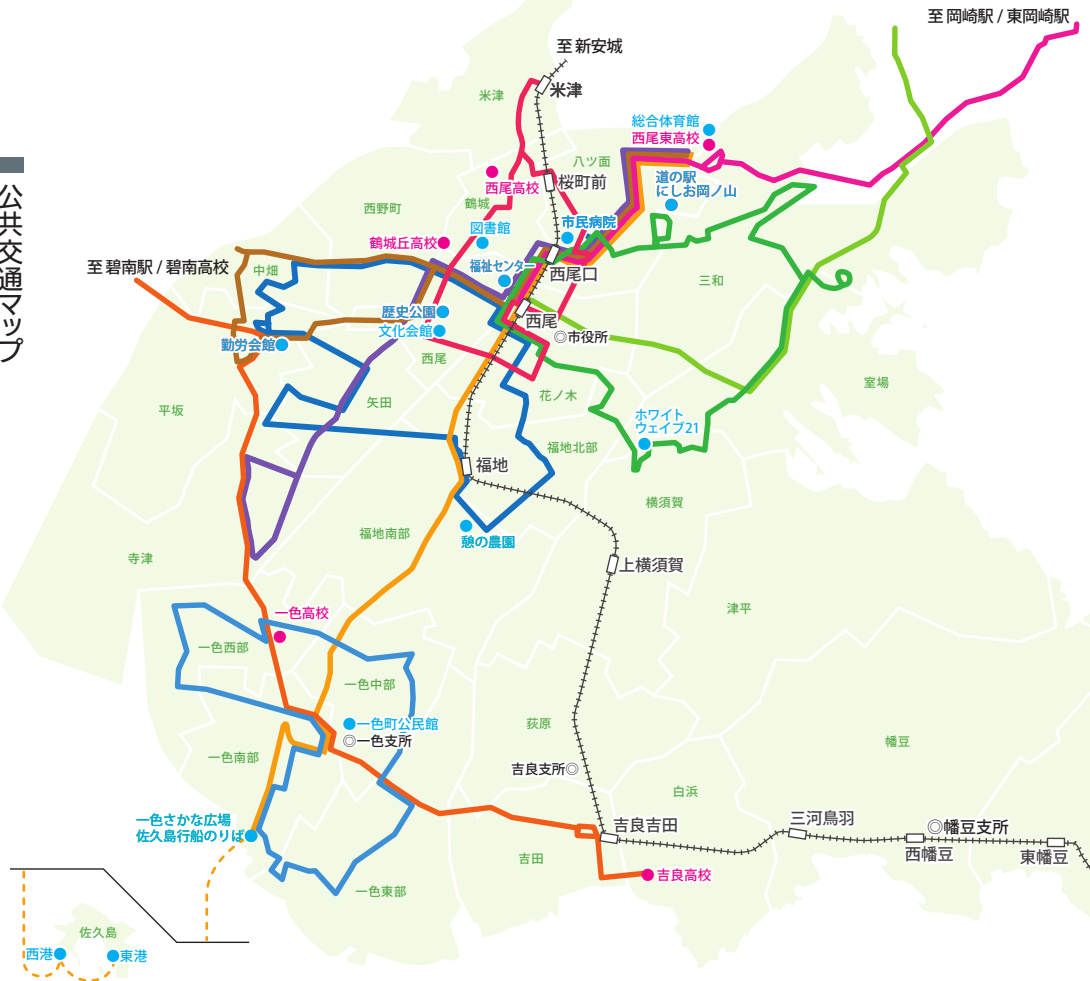 至 岡崎駅 / 東岡崎駅
至 新安城
米津
米津
総合体育館
西尾東高校
八ツ面
公共交通マップ
道の駅
にしお岡ノ山
桜町前
西尾高校
西野町
鶴城
市民病院
図書館
鶴城丘高校
至 碧南駅 / 碧南高校
中畑
福祉センター
西尾口
三和
歴史公園
西尾
文化会館
◎市役所
勤労会館
西尾
室場
平坂
矢田
花ノ木
ホワイト
ウェイブ21
福地北部
福地
横須賀
福地南部
憩の農園
寺津
上横須賀
津平
一色高校
一色西部
一色中部
一色町公民館
◎一色支所
荻原
幡豆
一色南部
吉良支所◎
白浜
一色さかな広場
佐久島行船のりば
吉良吉田
三河鳥羽
◎幡豆支所
西幡豆
東幡豆
吉田
吉良高校
一色東部
佐久島
西港
東港